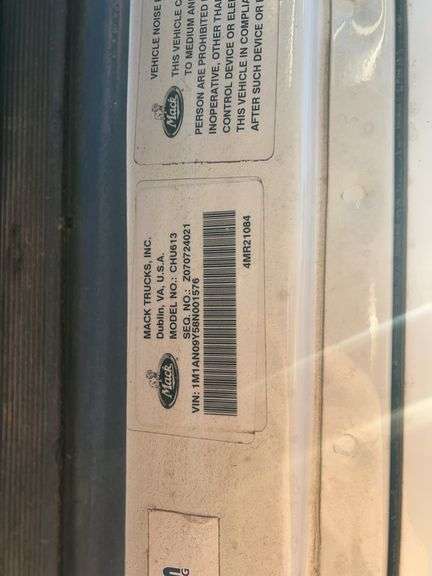 VEHICLE NOISE
THIS VEHICLE
TO MEDIUM AND
Mack
PERSON ARE PROHIBITED
INOPERATIVE, OTHER THA
CONTROL DEVICE OR ELE
THIS VEHICLE IN COMPLIA
AFTER SUCH DEVICE OR
MACK TRUCKS, INC.
Dublin, VA, U.S.A.
MODEL NO.: CHU613
SEQ. NO.: Z070724021
Mack
VIN: 1M1AN09Y58N001576
4MR21084